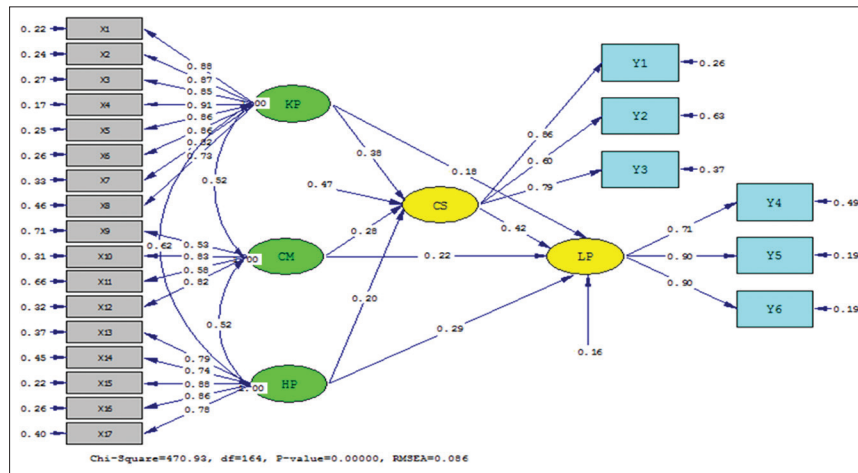 0.22 X1
0.24 X2
0.27 X3
0.17 X4
0.25 X5
0.26 X6
0.33 X7
0.46 X8
0.71 X9
0.31 X10
0.66 X11
0.32 X12
0.37 X13
0.45 X14
0.22 X15
0.26 X16
0.40 X17
0.88
0.87
0.85
0.91
0.86
0.86
0.82
0.73
0.53
0.83
0.58
0.82
0.79
0.74
0.88
0.86
0.78
KP
CM
HP
0.52
0.62
0.52
0.38
0.18
0.47
0.28
0.22
0.20
0.29
CS
0.42
LP
0.16
0.86
0.60
0.79
Y1 0.26
Y2 0.63
Y3 0.37
0.71
0.90
0.90
Y4 0.49
Y5 0.19
Y6 0.19
Chi-Square=470.93, df=164, P-value=0.00000, RMSEA=0.086